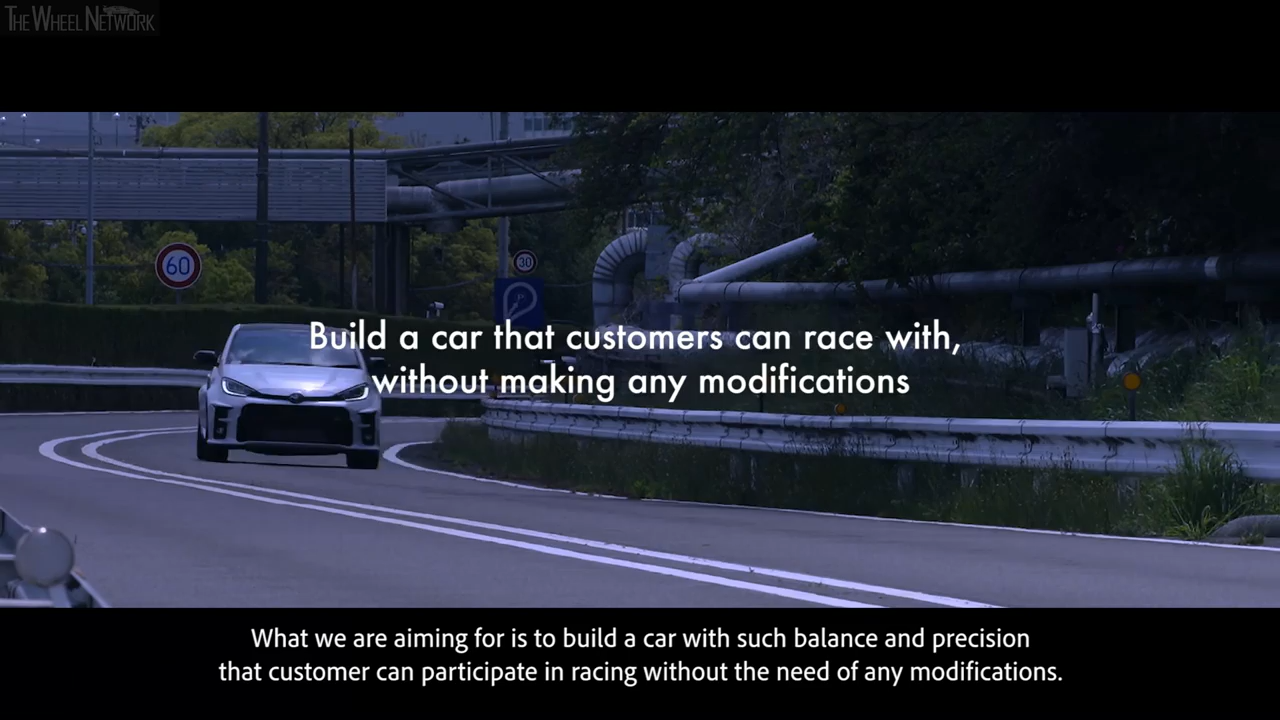 THE WHEEL NETWORK
60
30
Build a car that customers can race with,
without making any modifications
What we are aiming for is to build a car with such balance and precision
that customer can participate in racing without the need of any modifications.